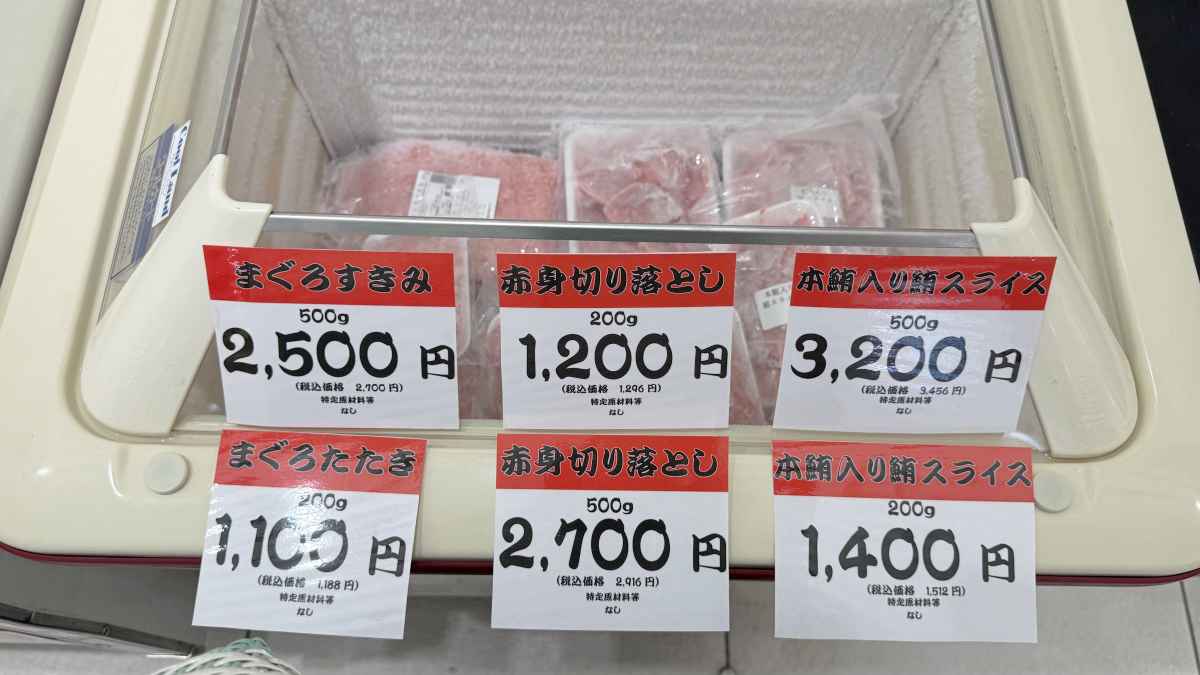 まぐろすきみ
500g
2,500円
(税込価格 2,700円)
特定原材料等
なし
赤身切り落とし
200g
1,200円
(税込価格 1,296円)
特定原材料等
なし
本鮪入り鮪スライス
500g
3,200円
(税込価格 3,456円)
特定原材料等
なし
まぐろたたき
200g
1,100円
(税込価格 1,188円)
特定原材料等
なし
赤身切り落とし
500g
2,700円
(税込価格 2,916円)
特定原材料等
なし
本鮪入り鮪スライス
200g
1,400円
(税込価格 1,512円)
特定原材料等
なし